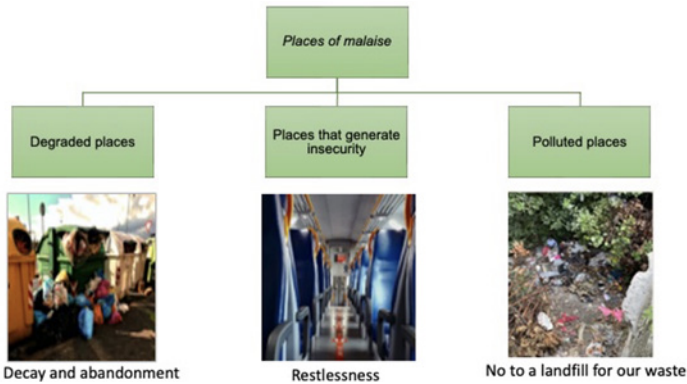 Places of malaise
Degraded places
Places that generate
insecurity
Polluted places
Decay and abandonment
Restlessness
No to a landfill for our waste